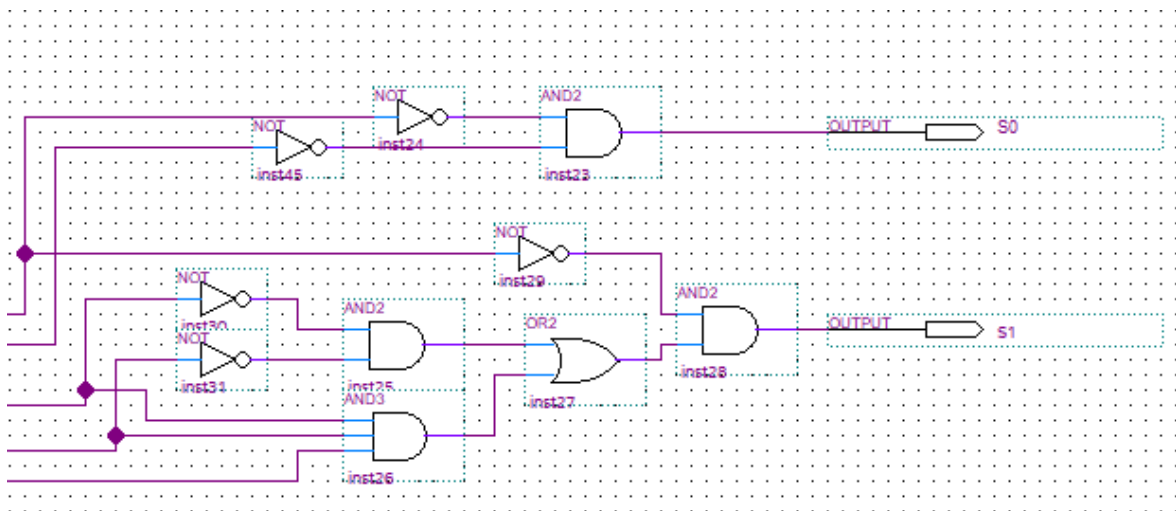 NOT
inst24
NOT
inst45
AND2
inst23
OUTPUT
S0
NOT
inst29
NOT
inst30
NOT
inst31
AND2
inst25
AND3
inst26
OR2
inst27
AND2
inst28
OUTPUT
S1